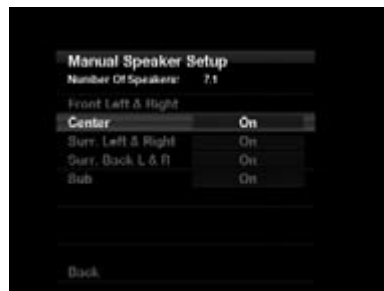 Manual Speaker Setup
Number Of Speakers: 7.1
Front Left & Right
Center On
Surr. Left & Right On
Surr. Back L & R On
Sub On
Back